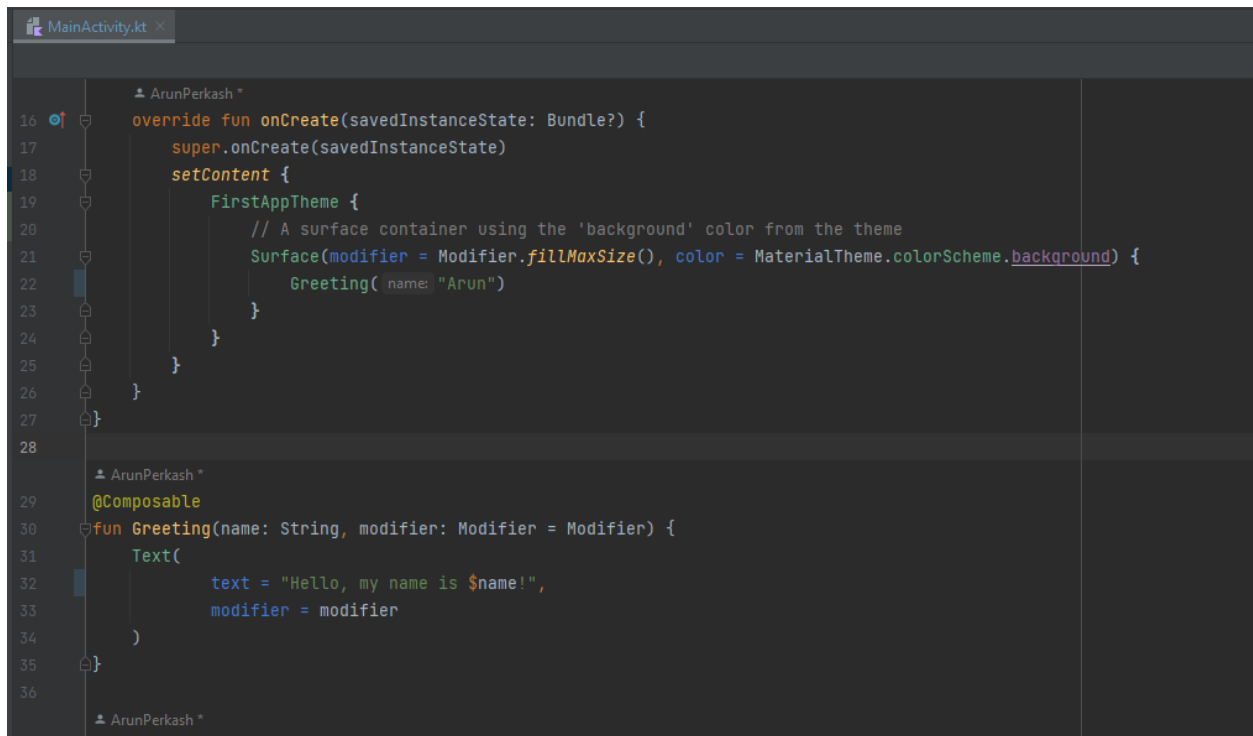 MainActivity.kt
ArunPerkash *
16 override fun onCreate(savedInstanceState: Bundle?) {
17 super.onCreate(savedInstanceState)
18 setContent {
19 FirstAppTheme {
20 // A surface container using the 'background' color from the theme
21 Surface(modifier = Modifier.fillMaxSize(), color = MaterialTheme.colorScheme.background) {
22 Greeting( name: "Arun")
23 }
24 }
25 }
26 }
27 }
28
ArunPerkash *
29 @Composable
30 fun Greeting(name: String, modifier: Modifier = Modifier) {
31 Text(
32 text = "Hello, my name is $name!",
33 modifier = modifier
34 )
35 }
36
ArunPerkash *